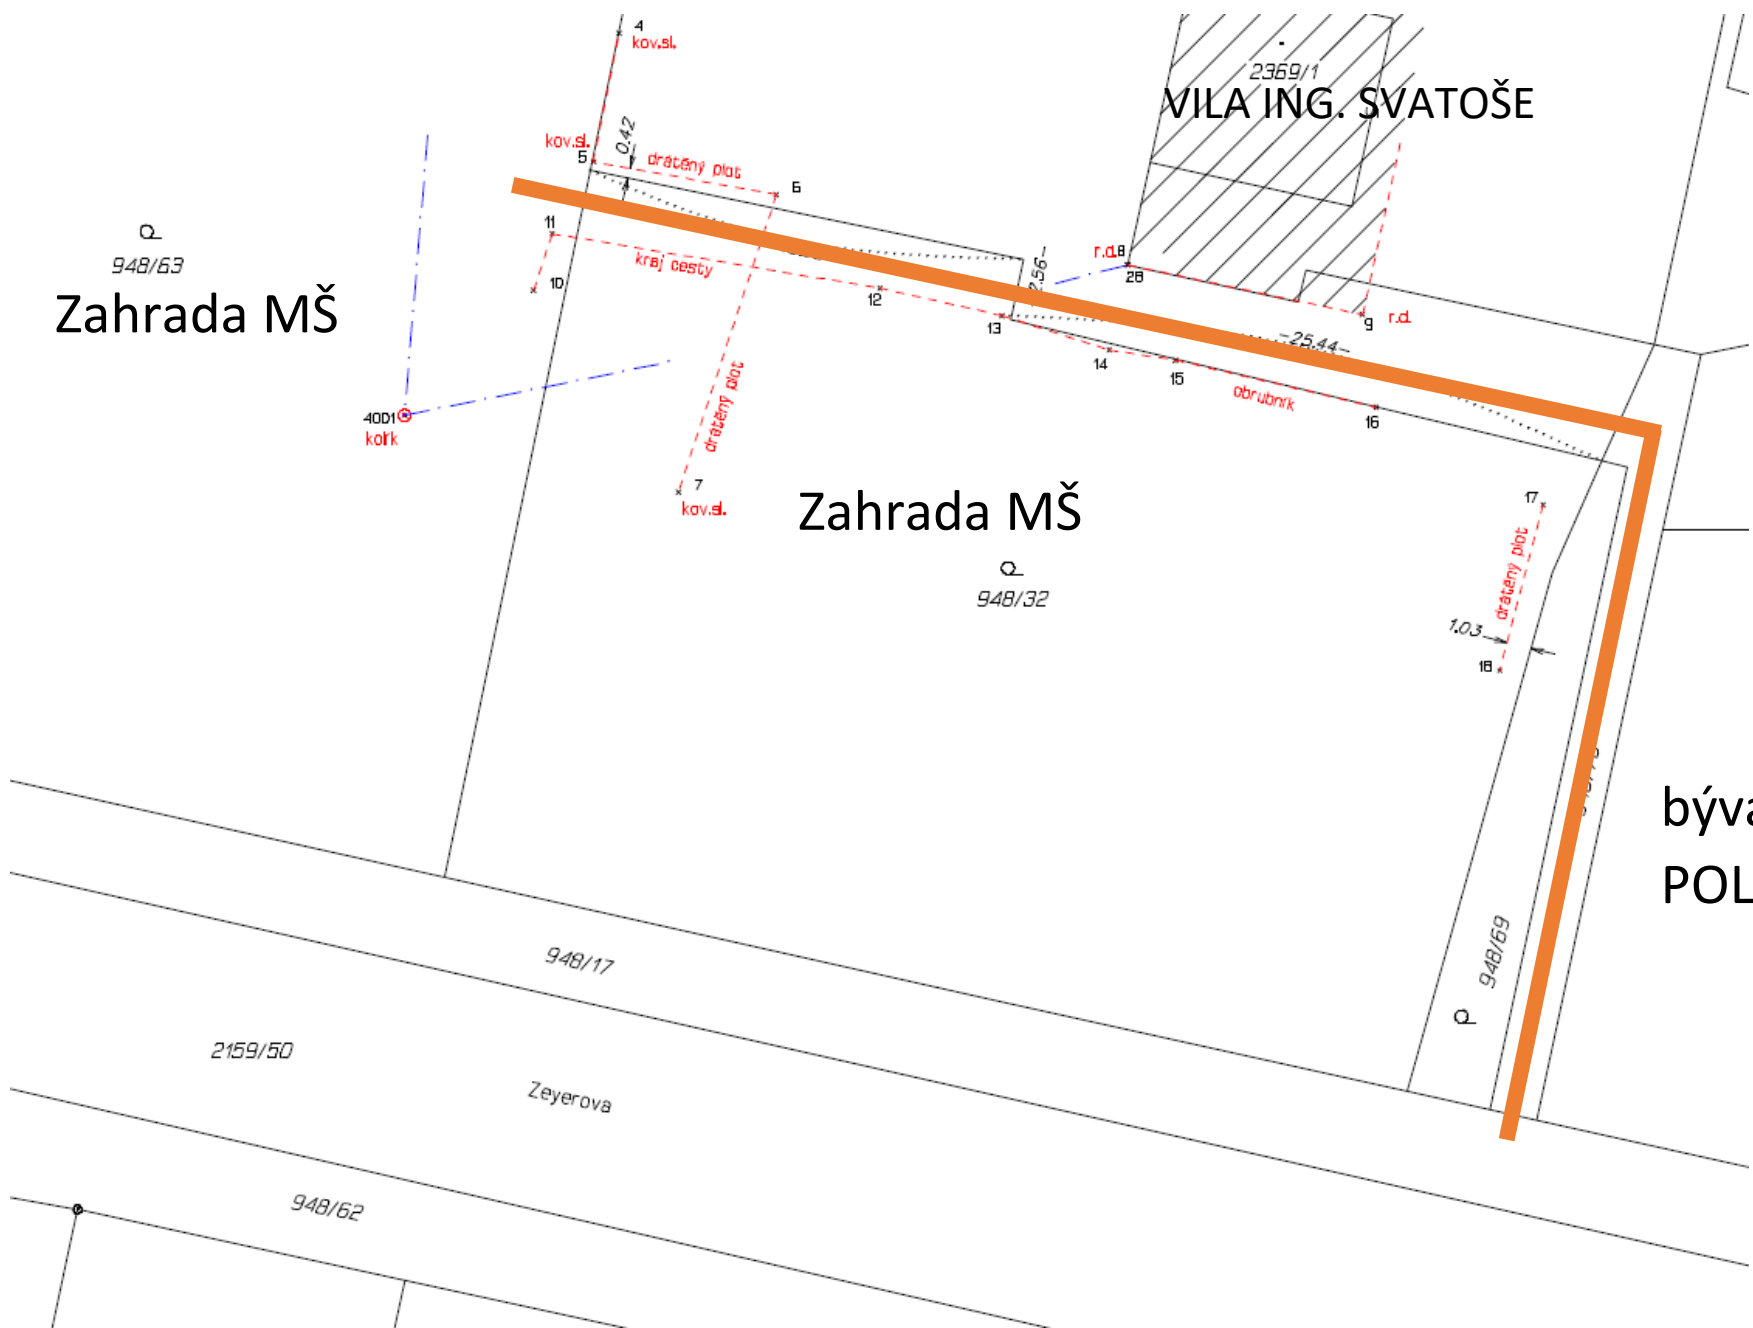 4
kov.sl.
2369/1
VILA ING. SVATOŠE
0.42
kov.sl.
5
drátěný plot
6
948/63
Zahrada MŠ
11
kraj cesty
10
12
2.56-
r.d.
8
28
9
r.d.
13
-25.44-
14
15
obrubník
16
4001
kolík
drátěný plot
7
kov.sl.
Zahrada MŠ
948/32
17
drátěný plot
1.03
18
býva
POL
948/69
948/17
2159/50
Zeyerova
948/62